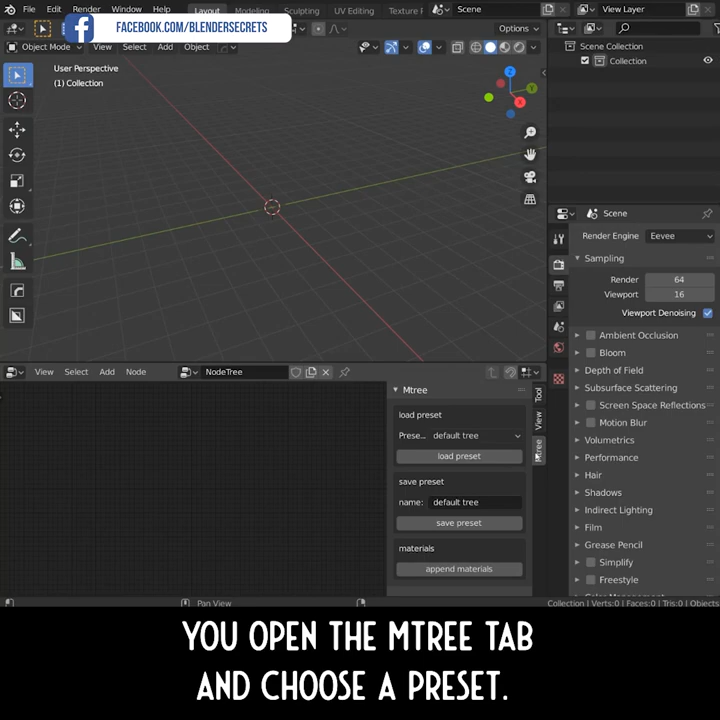 File Edit Render Window Layout Modeling Sculpting UV Editing Texture P Scene View Layer
FACEBOOK.COM/BLENDERSECRETS
Options
Object Mode View Select Add Object
User Perspective
(1) Collection
Z
Y
X
Scene Collection
Collection
Scene
Render Engine Eevee
Sampling
Render 64
Viewport 16
Viewport Denoising
Ambient Occlusion
Bloom
Depth of Field
Subsurface Scattering
Screen Space Reflections
Motion Blur
Volumetrics
Performance
Hair
Shadows
Indirect Lighting
Film
Grease Pencil
Simplify
Freestyle
View Select Add Node NodeTree
Mtree
load preset
Prese... default tree
load preset
save preset
name: default tree
save preset
materials
append materials
Tool
View
Mtree
Pan View
Collection | Verts:0 | Faces:0 | Tris:0 | Objects
YOU OPEN THE MTREE TAB
AND CHOOSE A PRESET.